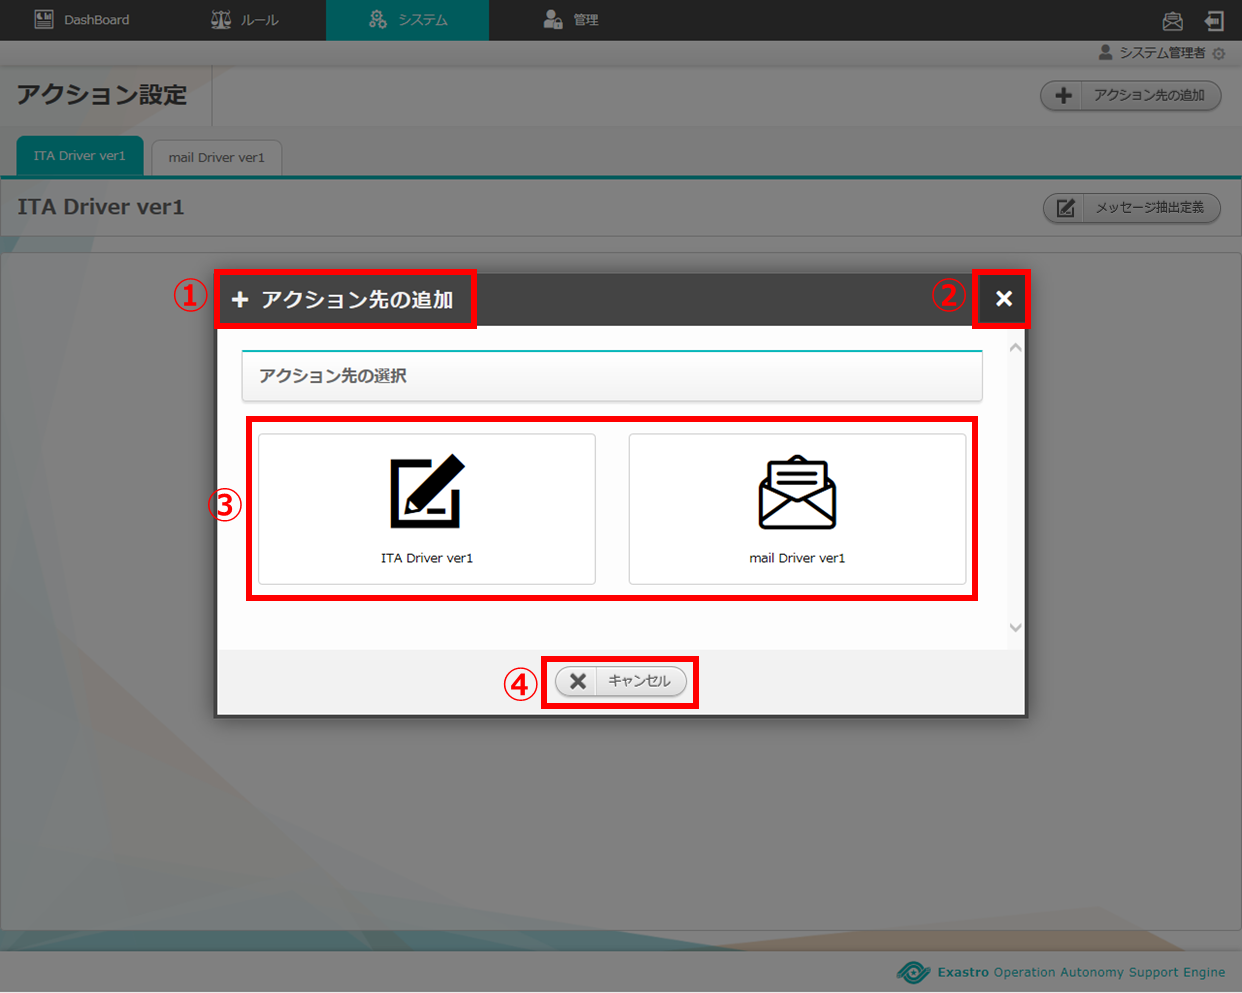 DashBoard ルール システム 管理
システム管理者
アクション設定
アクション先の追加
ITA Driver ver1 mail Driver ver1
ITA Driver ver1
メッセージ抽出定義
① アクション先の追加 ②
アクション先の選択
③
ITA Driver ver1 mail Driver ver1
④ キャンセル
Exastro Operation Autonomy Support Engine